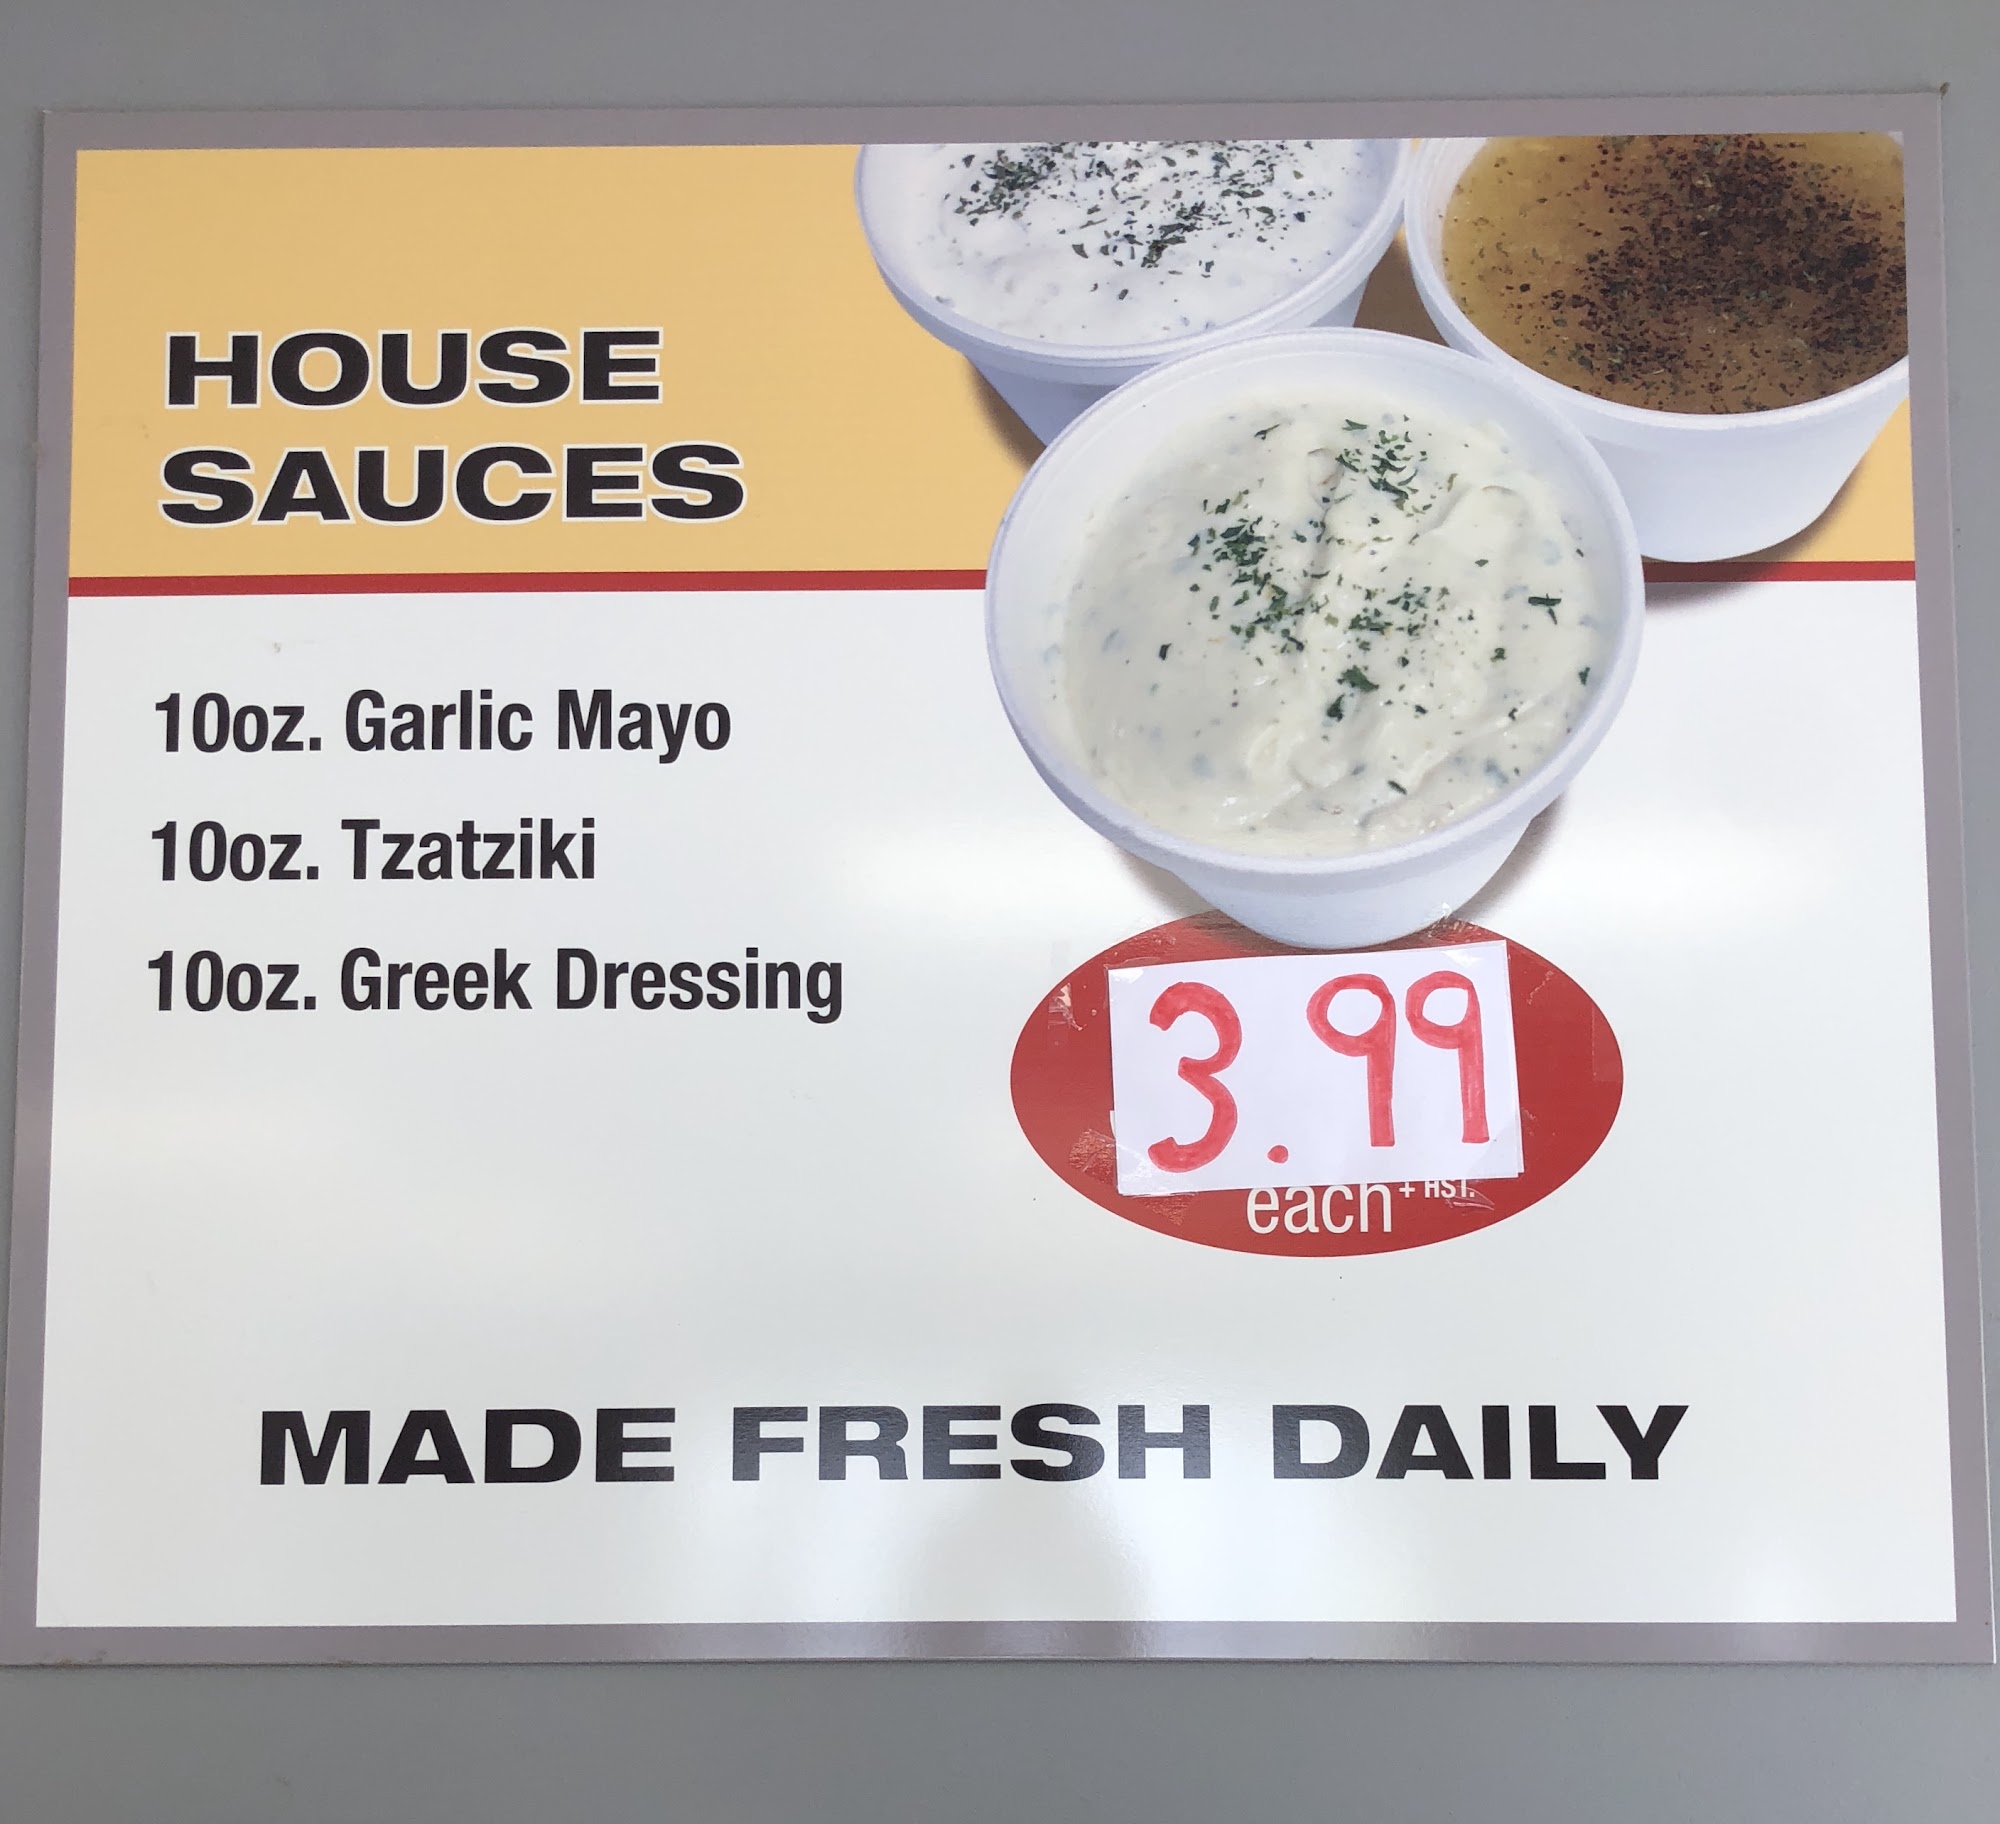 HOUSE
SAUCES
10oz. Garlic Mayo
10oz. Tzatziki
10oz. Greek Dressing
3.99
each + HST.
MADE FRESH DAILY